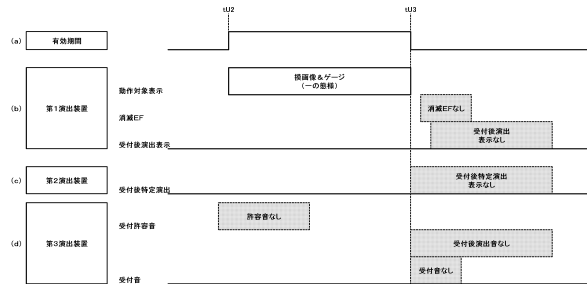 tU2
tU3
(a)
有効期間
(b)
第1演出装置
動作対象表示
操画像&ゲージ
(一の態様)
消滅EF
消滅EFなし
受付後演出表示
受付後演出
表示なし
(c)
第2演出装置
受付後特定演出
受付後特定演出
表示なし
(d)
第3演出装置
受付許容音
許容音なし
受付後演出音なし
受付音
受付音なし